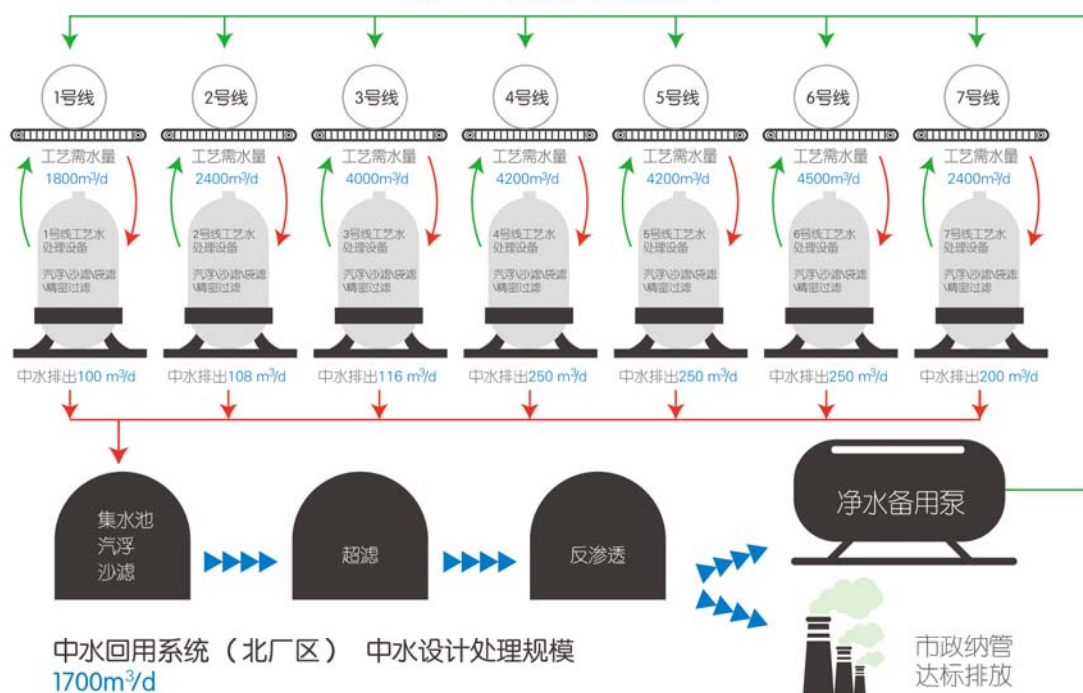 1号线
2号线
3号线
4号线
5号线
6号线
7号线
工艺需水量
1800m³/d
工艺需水量
2400m³/d
工艺需水量
4000m³/d
工艺需水量
4200m³/d
工艺需水量
4200m³/d
工艺需水量
4500m³/d
工艺需水量
2400m³/d
1号线工艺水
处理设备
汽浮\沙滤\袋滤
\精密过滤
2号线工艺水
处理设备
汽浮\沙滤\袋滤
\精密过滤
3号线工艺水
处理设备
汽浮\沙滤\袋滤
\精密过滤
4号线工艺水
处理设备
汽浮\沙滤\袋滤
\精密过滤
5号线工艺水
处理设备
汽浮\沙滤\袋滤
\精密过滤
6号线工艺水
处理设备
汽浮\沙滤\袋滤
\精密过滤
7号线工艺水
处理设备
汽浮\沙滤\袋滤
\精密过滤
中水排出100 m³/d
中水排出108 m³/d
中水排出116 m³/d
中水排出250 m³/d
中水排出250 m³/d
中水排出250 m³/d
中水排出200 m³/d
集水池
汽浮
沙滤
超滤
反渗透
净水备用泵
市政纳管
达标排放
中水回用系统（北厂区） 中水设计处理规模
1700m³/d